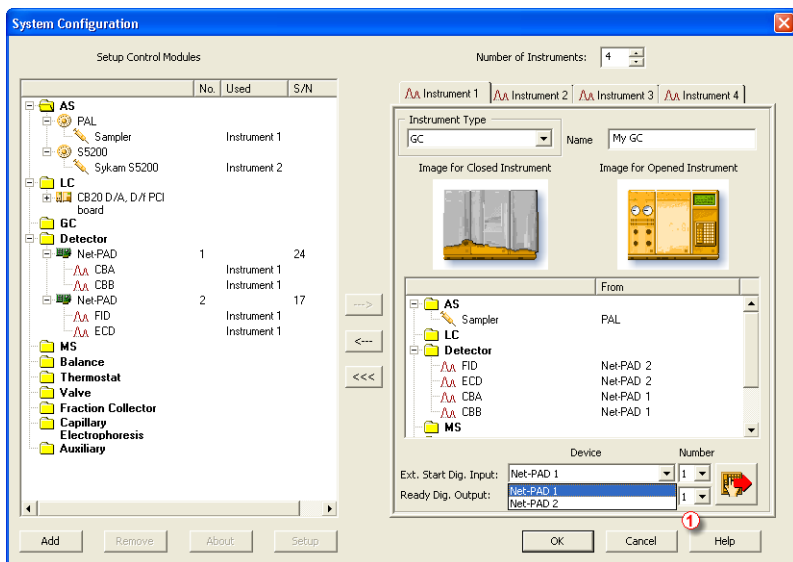 System Configuration
Setup Control Modules
Number of Instruments: 4
No. Used S/N
AS
PAL
Sampler Instrument 1
S5200
Sykam S5200 Instrument 2
LC
CB20 D/A, D/f PCI
board
GC
Detector
Net-PAD 1 24
CBA Instrument 1
CBB Instrument 1
Net-PAD 2 17
FID Instrument 1
ECD Instrument 1
MS
Balance
Thermostat
Valve
Fraction Collector
Capillary
Electrophoresis
Auxiliary
--->
<---
<<<
Instrument 1 Instrument 2 Instrument 3 Instrument 4
Instrument Type
GC Name My GC
Image for Closed Instrument Image for Opened Instrument
From
AS
Sampler PAL
LC
Detector
FID Net-PAD 2
ECD Net-PAD 2
CBA Net-PAD 1
CBB Net-PAD 1
MS
Device Number
Ext. Start Dig. Input: Net-PAD 1 1
Ready Dig. Output: Net-PAD 1 1
Net-PAD 2
1
Add Remove About Setup OK Cancel Help